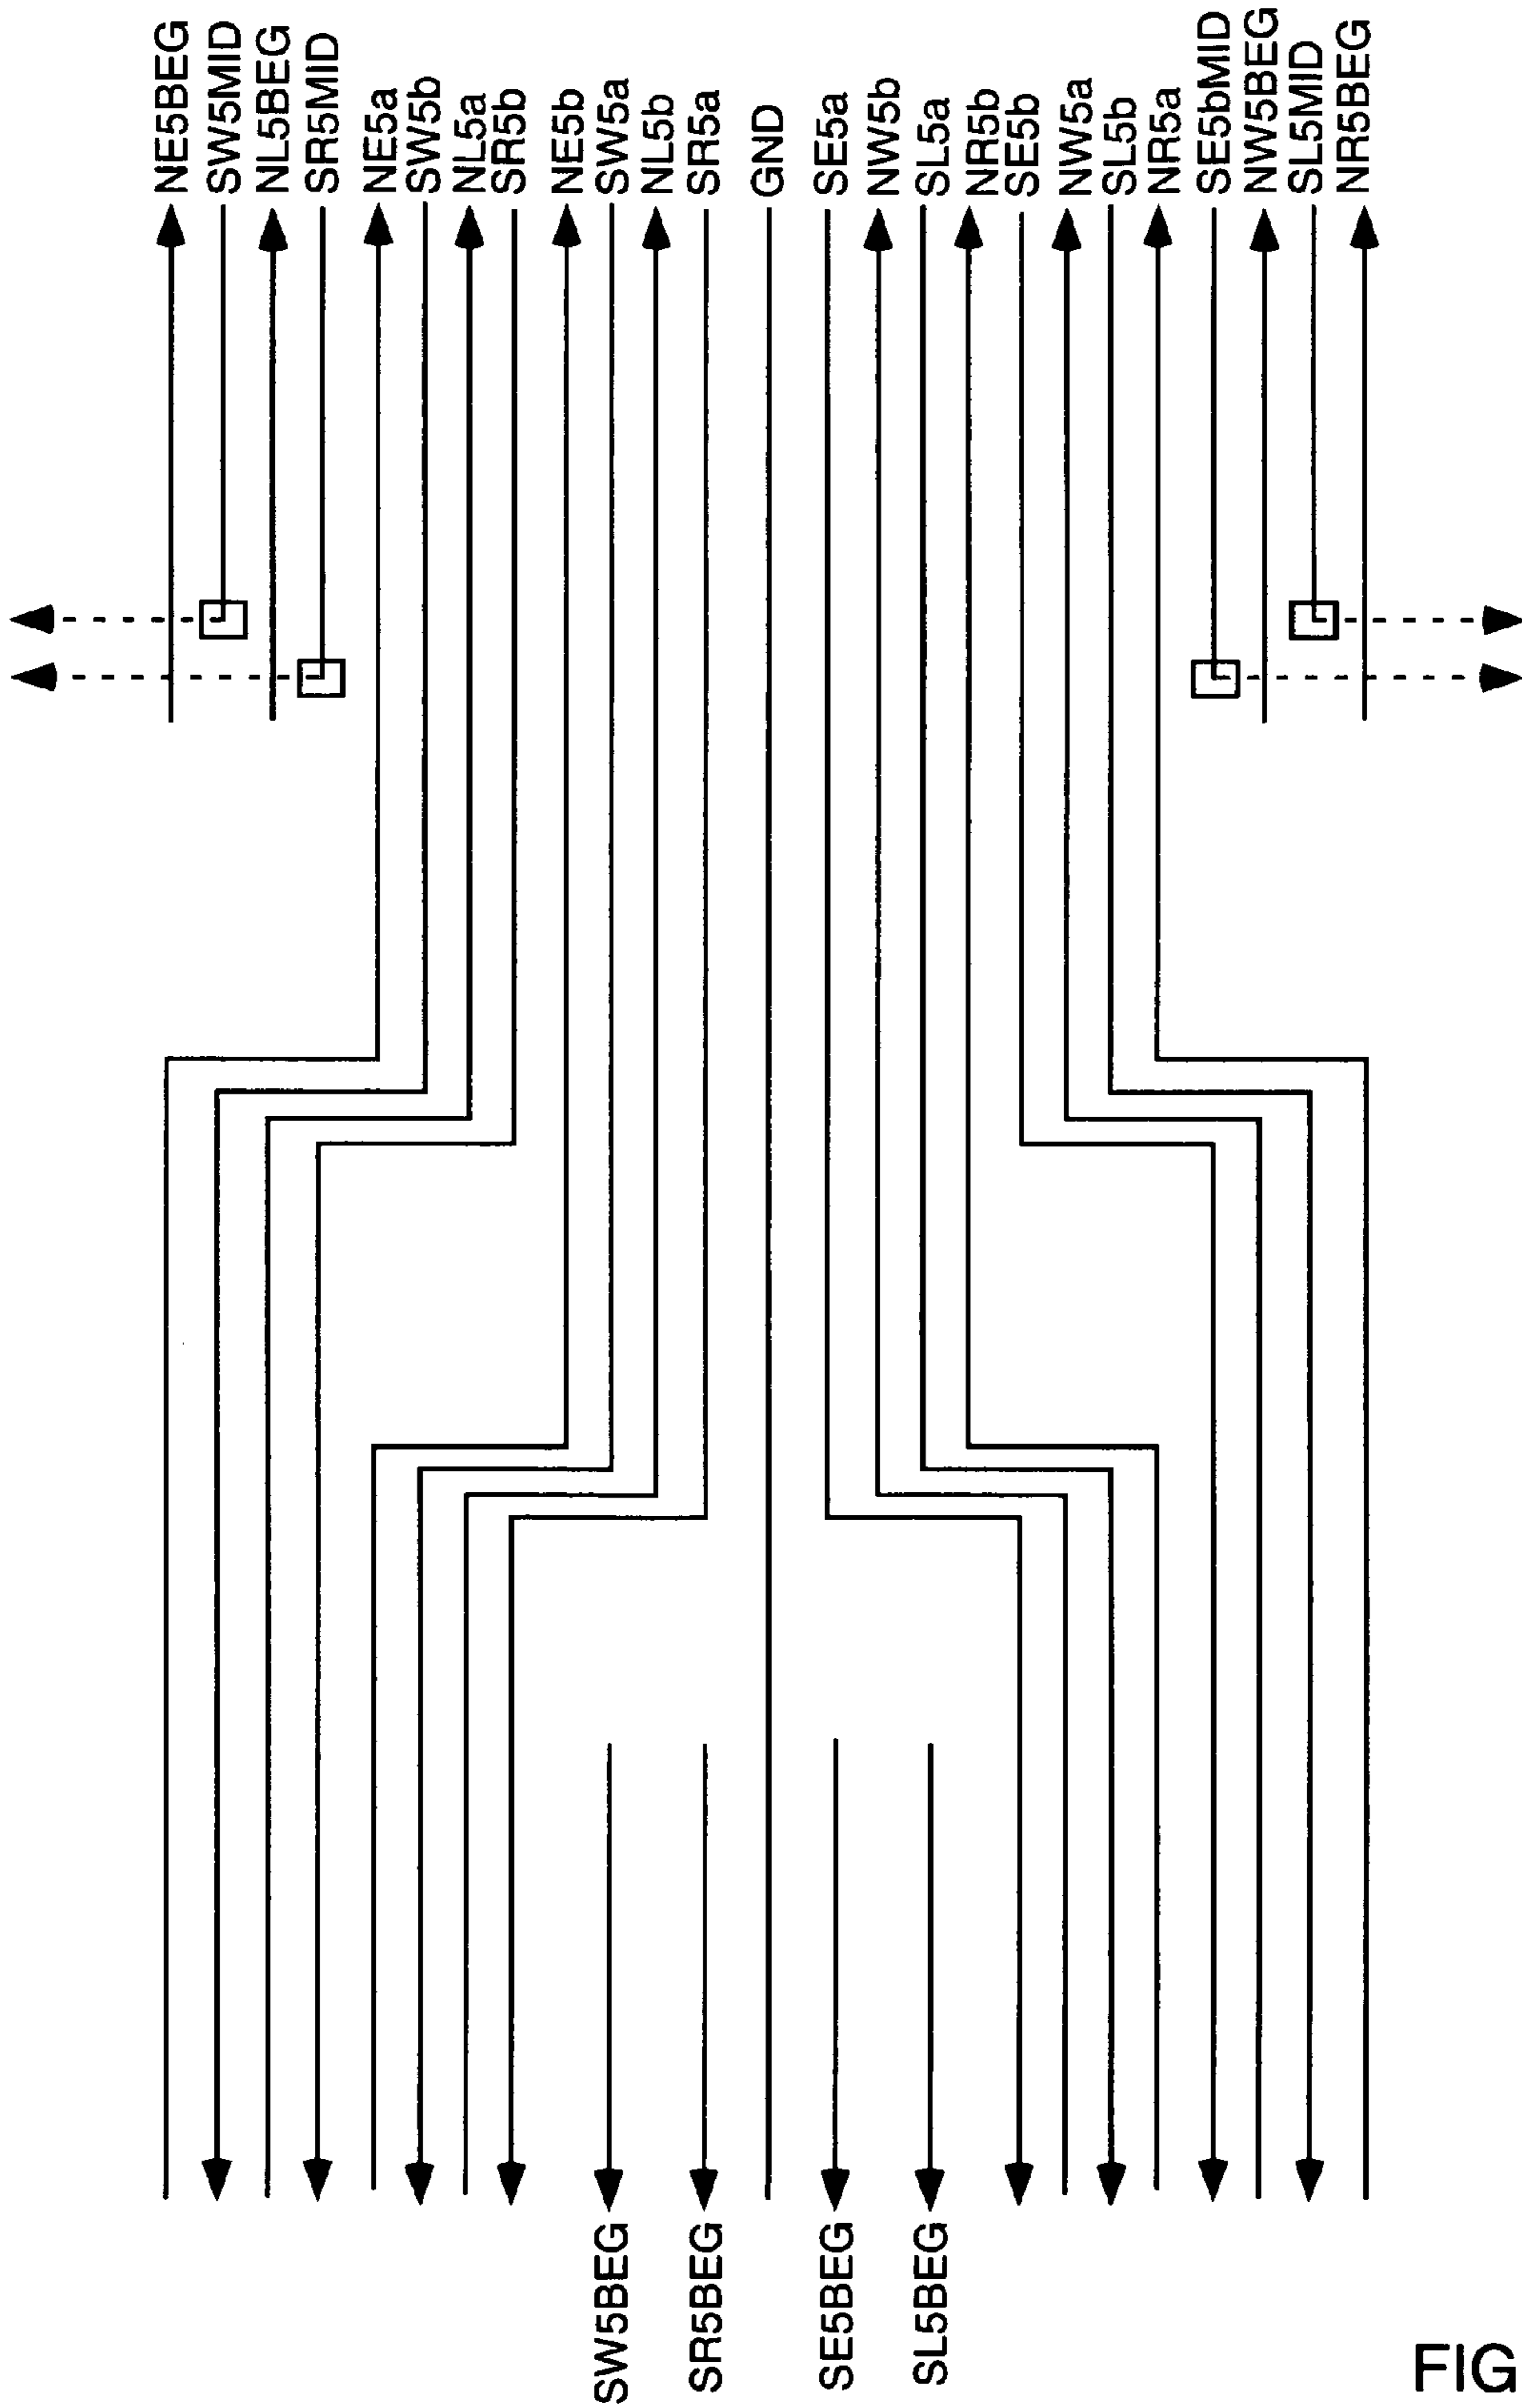 NE5BEG
SW5MID
NL5BEG
SR5MID
NE5a
SW5b
NL5a
SR5b
NE5b
SW5a
NL5b
SR5a
GND
SE5a
NW5b
SL5a
NR5b
SE5b
NW5a
SL5b
NR5a
SE5bMID
NW5BEG
SL5MID
NR5BEG
SW5BEG
SR5BEG
SE5BEG
SL5BEG
FIG